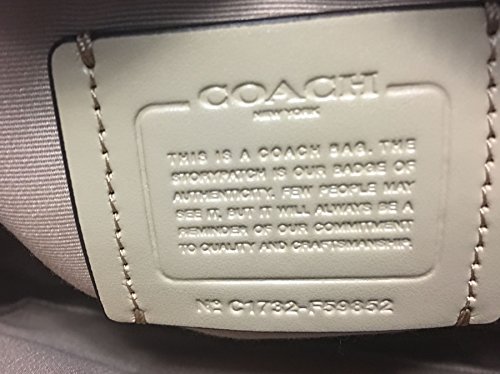 COACH
NEW YORK
THIS IS A COACH BAG. THE
STORYPATCH IS OUR BADGE OF
AUTHENTICITY. FEW PEOPLE MAY
SEE IT, BUT IT WILL ALWAYS BE A
REMINDER OF OUR COMMITMENT
TO QUALITY AND CRAFTSMANSHIP.
Nº C1732-F59852